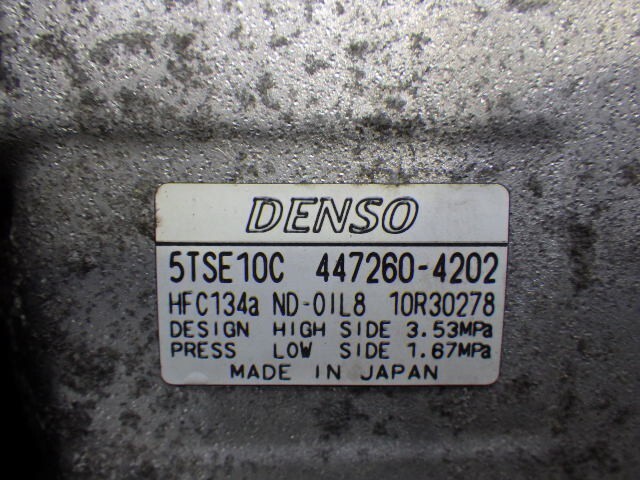 DENSO
5TSE10C 447260-4202
HFC134a ND-OIL8 10R30278
DESIGN HIGH SIDE 3.53MPa
PRESS LOW SIDE 1.67MPa
MADE IN JAPAN